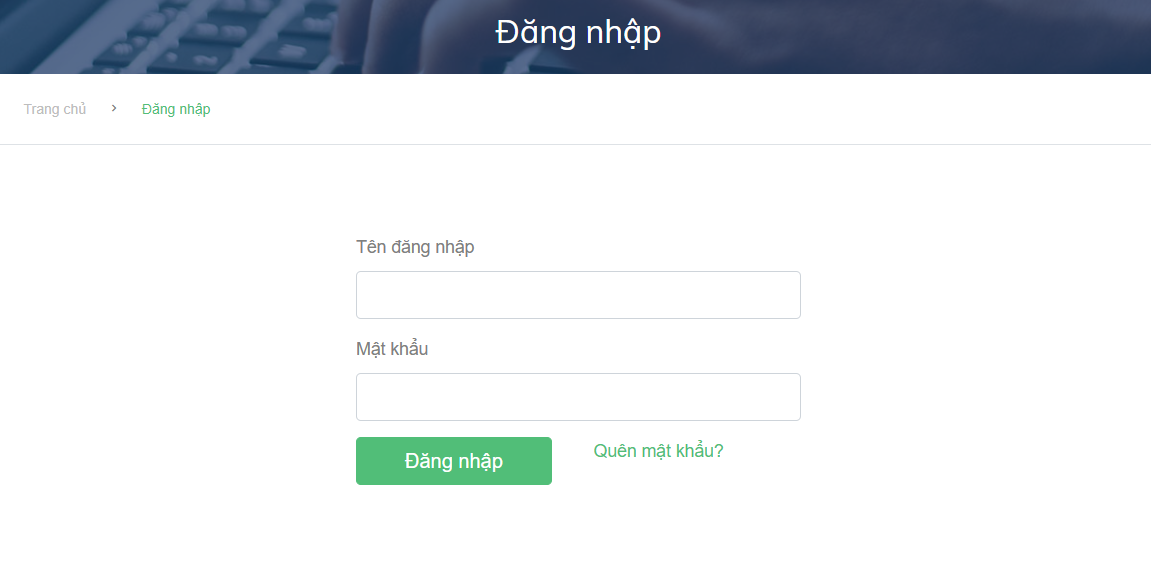 Đăng nhập
Trang chủ > Đăng nhập
Tên đăng nhập
Mật khẩu
Đăng nhập Quên mật khẩu?